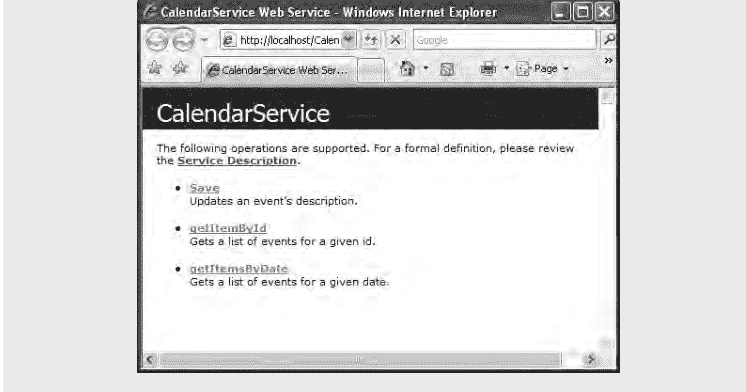 CalendarService Web Service - Windows Internet Explorer
http://localhost/Calen
Google
CalendarService Web Ser...
Page
CalendarService
The following operations are supported. For a formal definition, please review
the Service Description.
• Save
Updates an event's description.
• getItemById
Gets a list of events for a given id.
• getItemsByDate
Gets a list of events for a given date.